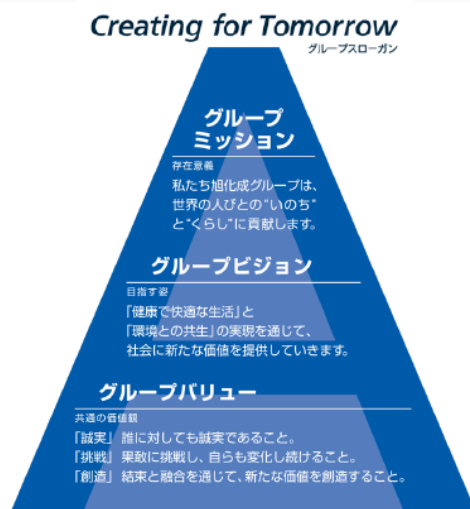 Creating for Tomorrow
グループスローガン
グループ
ミッション
存在意義
私たち旭化成グループは、
世界の人びとの“いのち”
と“くらし”に貢献します。
グループビジョン
目指す姿
「健康で快適な生活」と
「環境との共生」の実現を通じて、
社会に新たな価値を提供していきます。
グループバリュー
共通の価値観
「誠実」 誰に対しても誠実であること。
「挑戦」 果敢に挑戦し、自らも変化し続けること。
「創造」 結束と融合を通じて、新たな価値を創造すること。